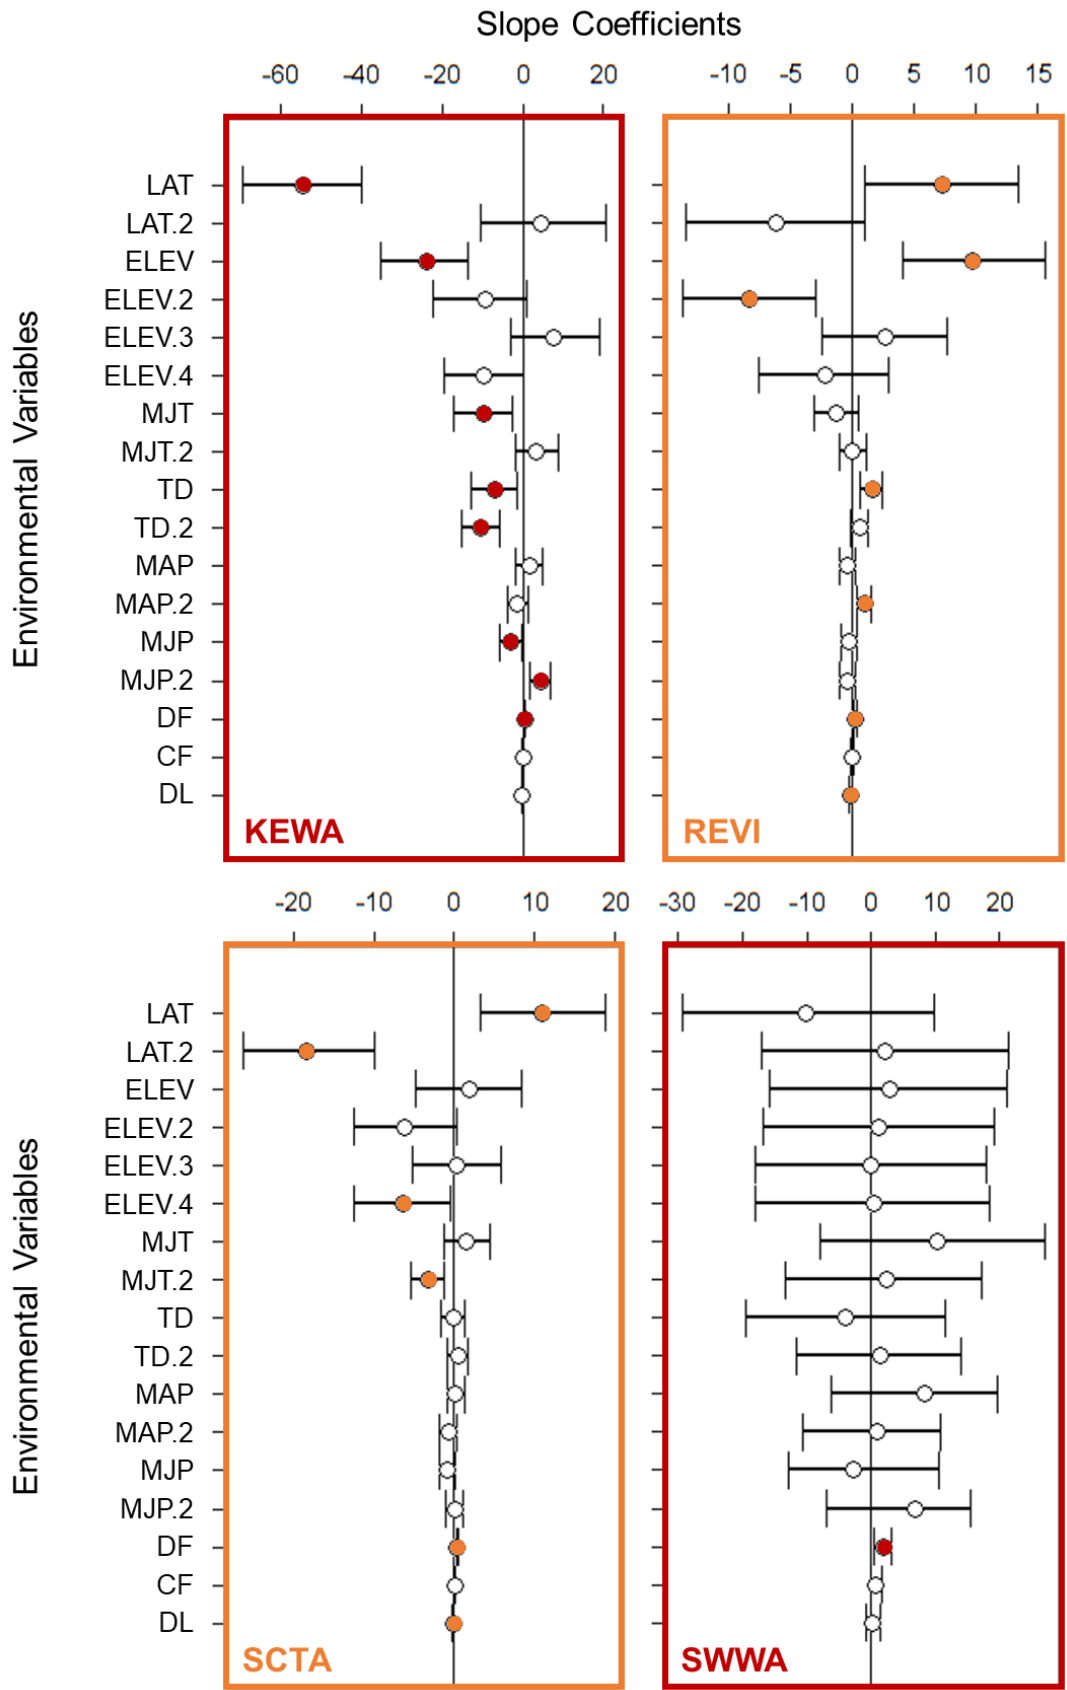 Slope Coefficients
-60 -40 -20 0 20
-10 -5 0 5 10 15
Environmental Variables
LAT
LAT.2
ELEV
ELEV.2
ELEV.3
ELEV.4
MJT
MJT.2
TD
TD.2
MAP
MAP.2
MJP
MJP.2
DF
CF
DL
KEWA
REVI
-20 -10 0 10 20
-30 -20 -10 0 10 20
Environmental Variables
LAT
LAT.2
ELEV
ELEV.2
ELEV.3
ELEV.4
MJT
MJT.2
TD
TD.2
MAP
MAP.2
MJP
MJP.2
DF
CF
DL
SCTA
SWWA